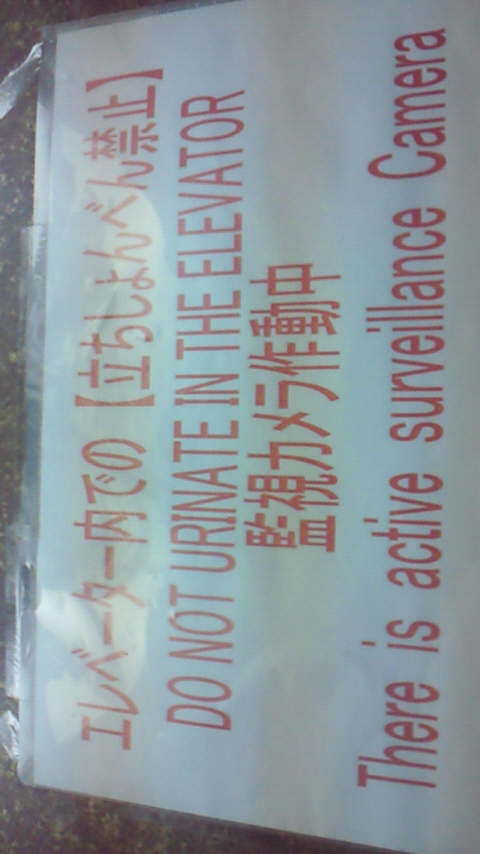 エレベーター内での【立ちしょんべん禁止】
DO NOT URINATE IN THE ELEVATOR
監視カメラ作動中
There is active surveillance Camera